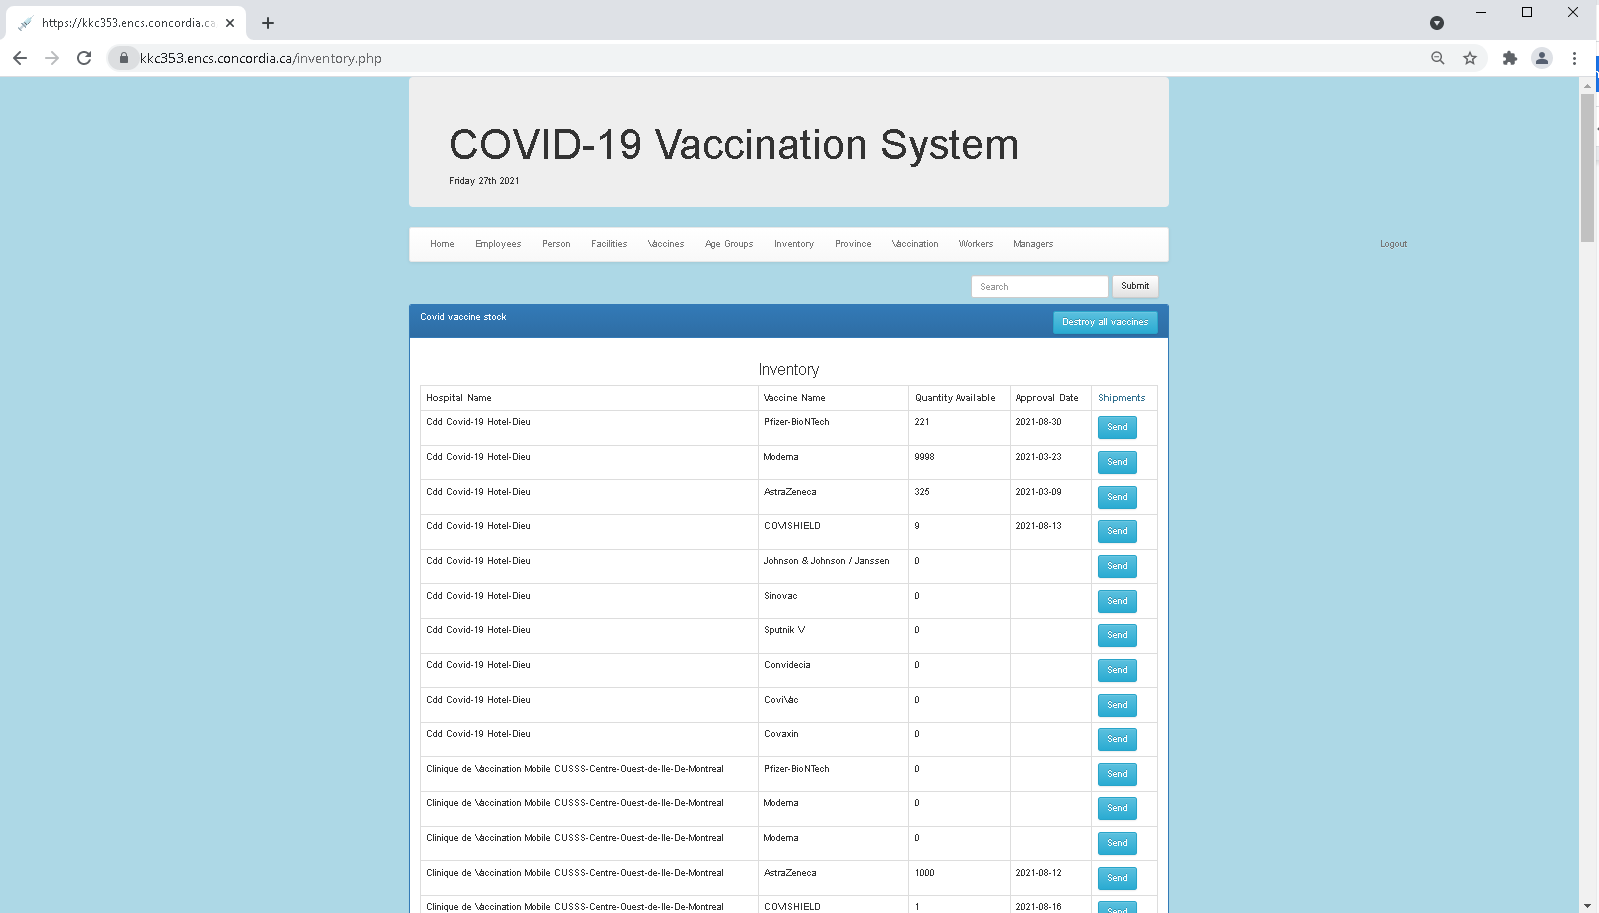 https://kkc353.encs.concordia.ca
kkc353.encs.concordia.ca/inventory.php
COVID-19 Vaccination System
Friday 27th 2021
Home Employees Person Facilities Vaccines Age Groups Inventory Province Vaccination Workers Managers Logout
Search Submit
Covid vaccine stock Destroy all vaccines
Inventory
Hospital Name Vaccine Name Quantity Available Approval Date Shipments
Cdd Covid-19 Hotel-Dieu Pfizer-BioNTech 221 2021-08-30 Send
Cdd Covid-19 Hotel-Dieu Moderna 9998 2021-03-23 Send
Cdd Covid-19 Hotel-Dieu AstraZeneca 325 2021-03-09 Send
Cdd Covid-19 Hotel-Dieu COVISHIELD 9 2021-08-13 Send
Cdd Covid-19 Hotel-Dieu Johnson & Johnson / Janssen 0 Send
Cdd Covid-19 Hotel-Dieu Sinovac 0 Send
Cdd Covid-19 Hotel-Dieu Sputnik V 0 Send
Cdd Covid-19 Hotel-Dieu Convidecia 0 Send
Cdd Covid-19 Hotel-Dieu CoviVac 0 Send
Cdd Covid-19 Hotel-Dieu Covaxin 0 Send
Clinique de Vaccination Mobile CUSSS-Centre-Ouest-de-Ile-De-Montreal Pfizer-BioNTech 0 Send
Clinique de Vaccination Mobile CUSSS-Centre-Ouest-de-Ile-De-Montreal Moderna 0 Send
Clinique de Vaccination Mobile CUSSS-Centre-Ouest-de-Ile-De-Montreal Moderna 0 Send
Clinique de Vaccination Mobile CUSSS-Centre-Ouest-de-Ile-De-Montreal AstraZeneca 1000 2021-08-12 Send
Clinique de Vaccination Mobile CUSSS-Centre-Ouest-de-Ile-De-Montreal COVISHIELD 1 2021-08-16 Send